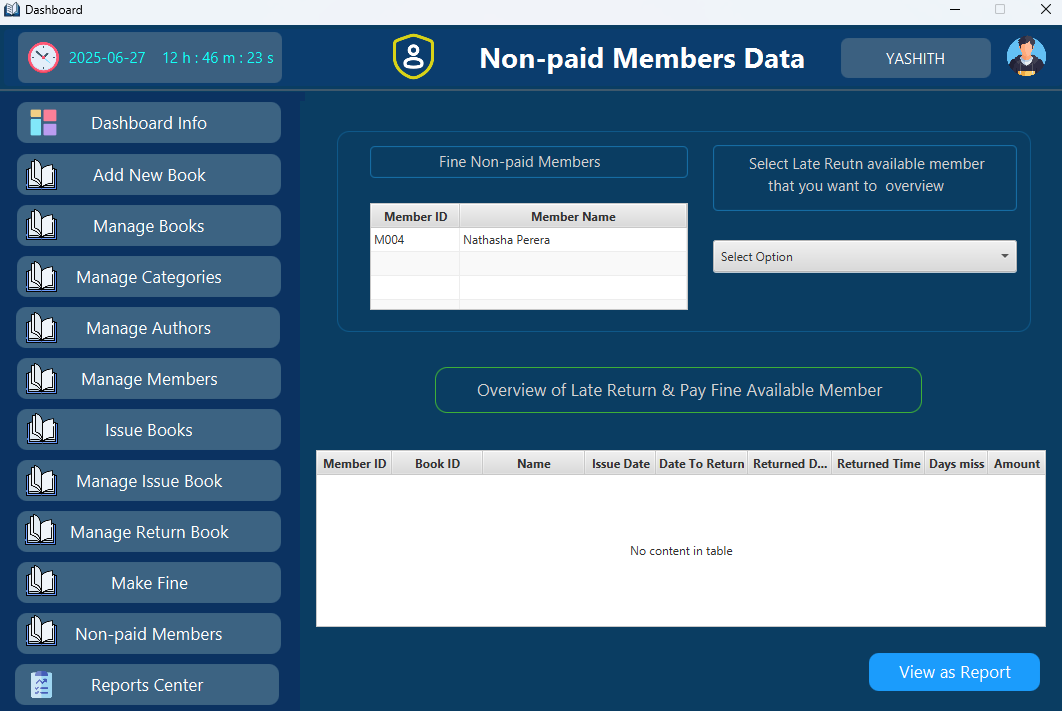 Dashboard
2025-06-27 12 h : 46 m : 23 s
Non-paid Members Data
YASHITH
Dashboard Info
Add New Book
Manage Books
Manage Categories
Manage Authors
Manage Members
Issue Books
Manage Issue Book
Manage Return Book
Make Fine
Non-paid Members
Reports Center
Fine Non-paid Members
Member ID Member Name
M004 Nathasha Perera
Select Late Reutn available member
that you want to overview
Select Option
Overview of Late Return & Pay Fine Available Member
Member ID Book ID Name Issue Date Date To Return Returned D... Returned Time Days miss Amount
No content in table
View as Report